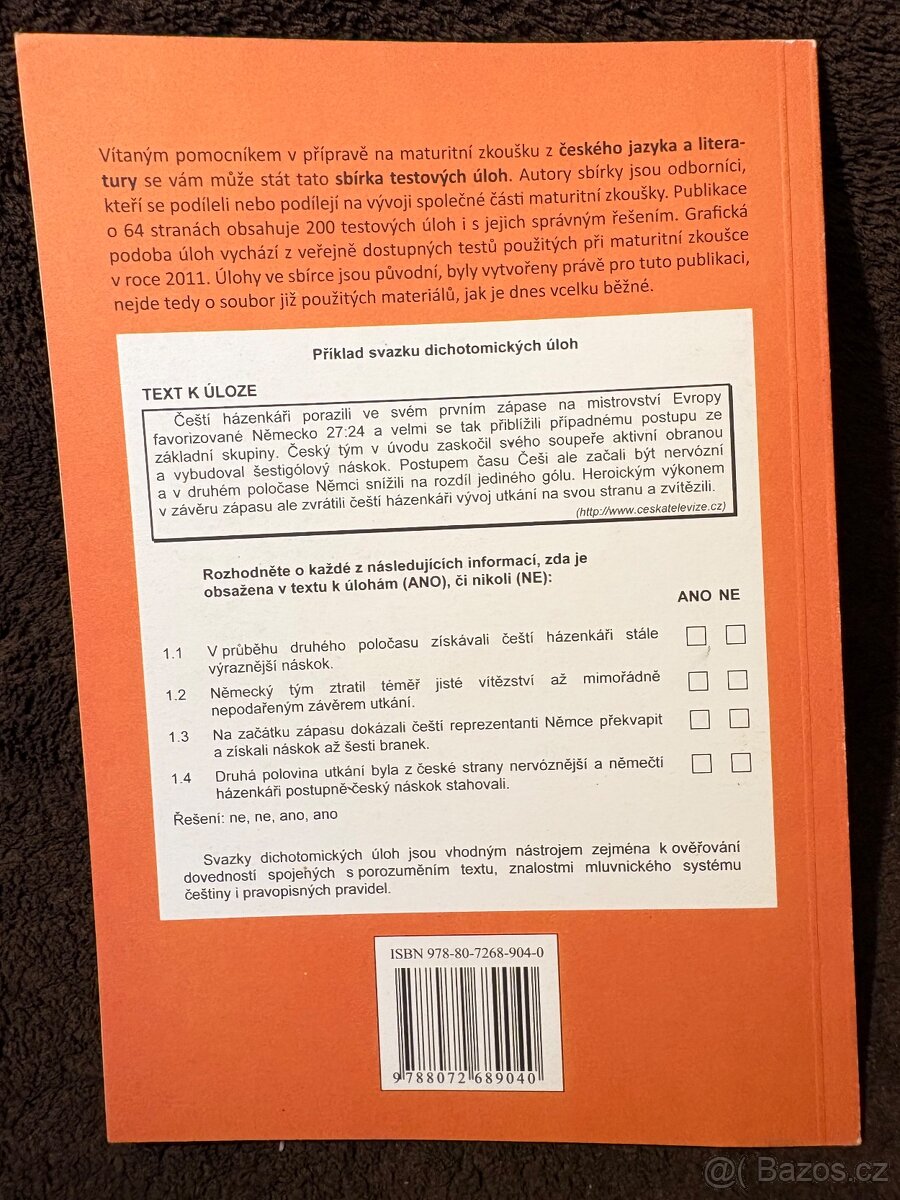 Vítaným pomocníkem v přípravě na maturitní zkoušku z českého jazyka a litera-
tury se vám může stát tato sbírka testových úloh. Autory sbírky jsou odborníci,
kteří se podíleli nebo podílejí na vývoji společné části maturitní zkoušky. Publikace
o 64 stranách obsahuje 200 testových úloh i s jejich správným řešením. Grafická
podoba úloh vychází z veřejně dostupných testů použitých při maturitní zkoušce
v roce 2011. Úlohy ve sbírce jsou původní, byly vytvořeny právě pro tuto publikaci,
nejde tedy o soubor již použitých materiálů, jak je dnes vcelku běžné.
Příklad svazku dichotomických úloh
TEXT K ÚLOZE
Čeští házenkáři porazili ve svém prvním zápase na mistrovství Evropy
favorizované Německo 27:24 a velmi se tak přiblížili případnému postupu ze
základní skupiny. Český tým v úvodu zaskočil svého soupeře aktivní obranou
a vybudoval šestigólový náskok. Postupem času Češi ale začali být nervózní
a v druhém poločase Němci snížili na rozdíl jediného gólu. Heroickým výkonem
v závěru zápasu ale zvrátili čeští házenkáři vývoj utkání na svou stranu a zvítězili.
(http://www.ceskatelevize.cz)
Rozhodněte o každé z následujících informací, zda je
obsažena v textu k úlohám (ANO), či nikoli (NE):
ANO NE
1.1 V průběhu druhého poločasu získávali čeští házenkáři stále
výraznější náskok.
1.2 Německý tým ztratil téměř jisté vítězství až mimořádně
nepodařeným závěrem utkání.
1.3 Na začátku zápasu dokázali čeští reprezentanti Němce překvapit
a získali náskok až šesti branek.
1.4 Druhá polovina utkání byla z české strany nervóznější a němečtí
házenkáři postupně český náskok stahovali.
Řešení: ne, ne, ano, ano
Svazky dichotomických úloh jsou vhodným nástrojem zejména k ověřování
dovedností spojených s porozuměním textu, znalostmi mluvnického systému
češtiny i pravopisných pravidel.
ISBN 978-80-7268-904-0
9 788072 689040
@( Bazos.cz